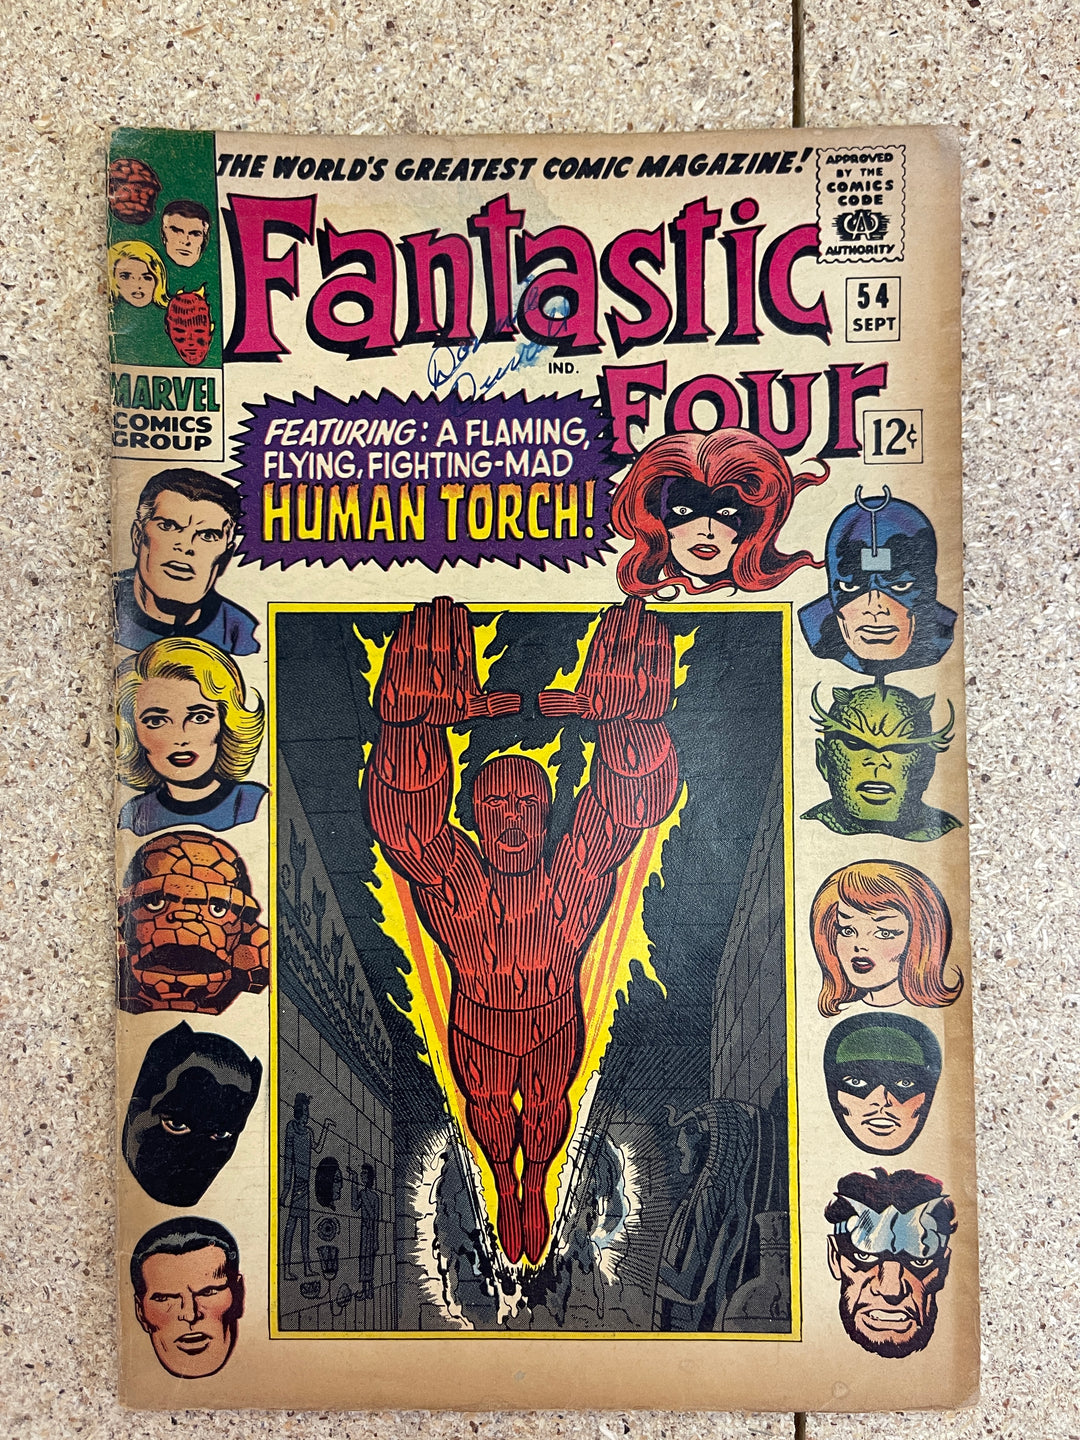 THE WORLD'S GREATEST COMIC MAGAZINE!
APPROVED
BY THE
COMICS
CODE
CA
AUTHORITY
Fantastic
Four
IND.
54
SEPT
12¢
MARVEL
COMICS
GROUP
FEATURING: A FLAMING,
FLYING, FIGHTING-MAD
HUMAN TORCH!